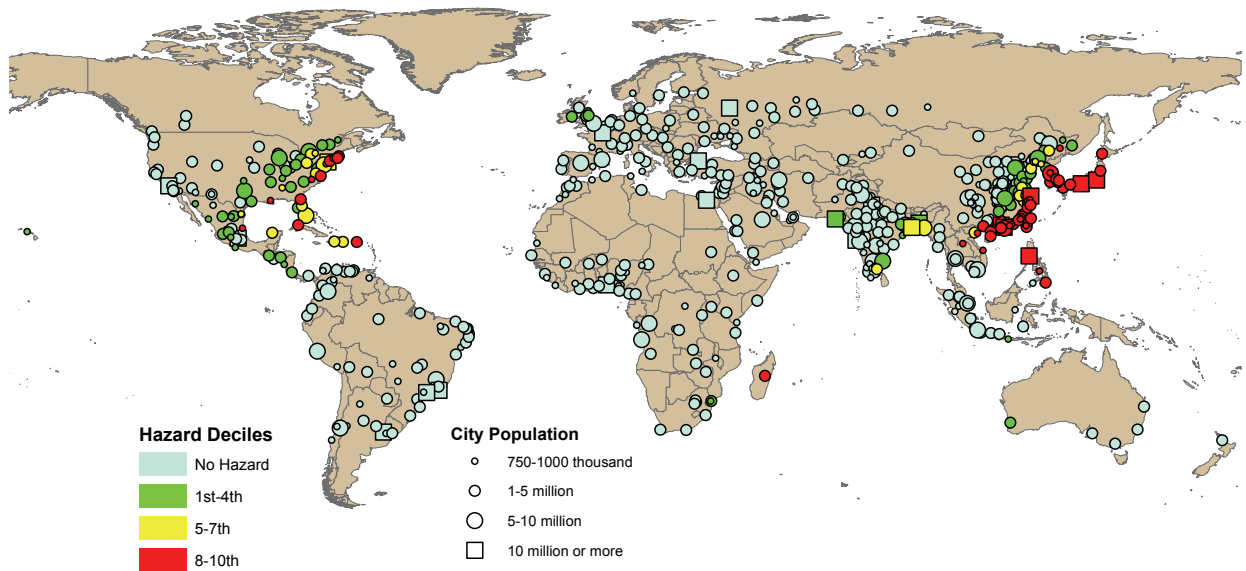 Hazard Deciles
No Hazard
1st-4th
5-7th
8-10th
City Population
750-1000 thousand
1-5 million
5-10 million
10 million or more